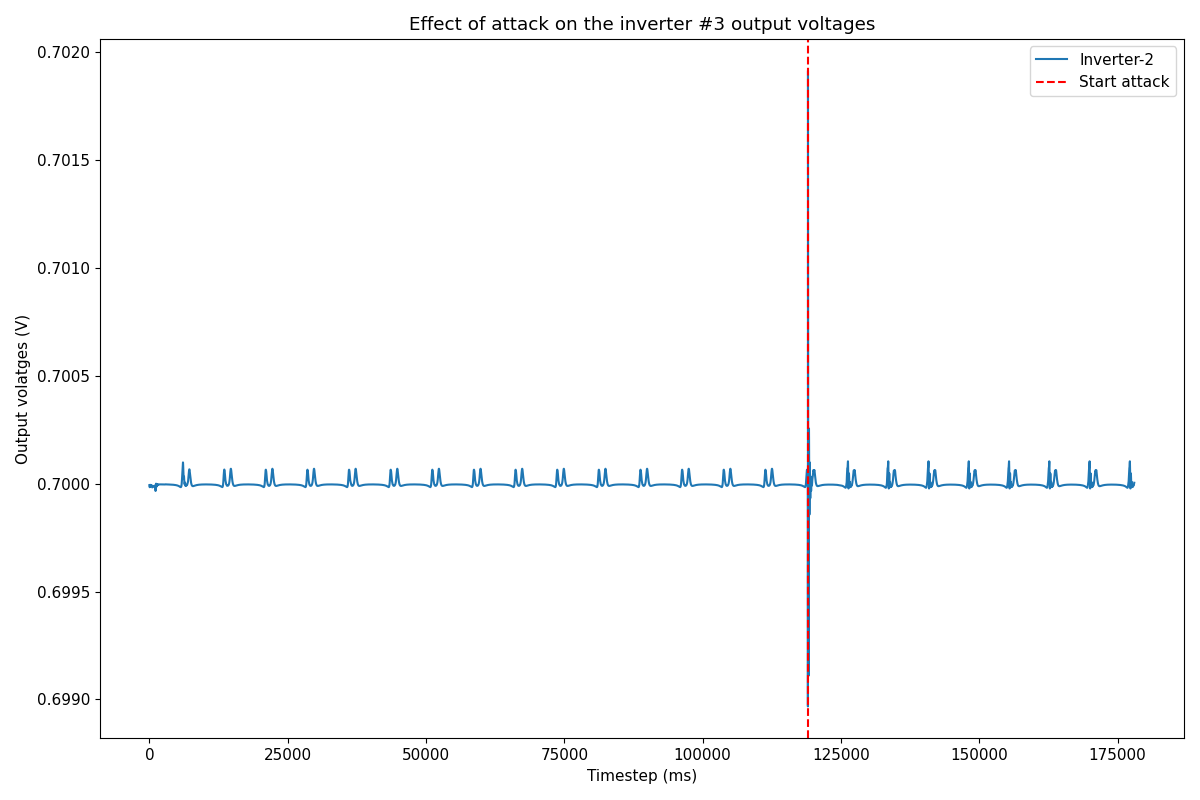 Effect of attack on the inverter #3 output voltages
Inverter-2
Start attack
Output volatges (V)
0.7020
0.7015
0.7010
0.7005
0.7000
0.6995
0.6990
0 25000 50000 75000 100000 125000 150000 175000
Timestep (ms)